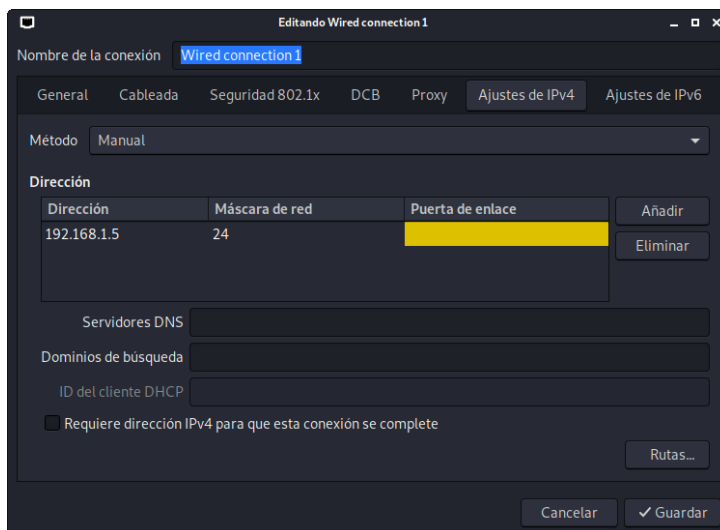 Editando Wired connection 1
Nombre de la conexión Wired connection 1
General Cableada Seguridad 802.1x DCB Proxy Ajustes de IPv4 Ajustes de IPv6
Método Manual
Dirección
Dirección Máscara de red Puerta de enlace Añadir
192.168.1.5 24
Eliminar
Servidores DNS
Dominios de búsqueda
ID del cliente DHCP
Requiere dirección IPv4 para que esta conexión se complete
Rutas...
Cancelar Guardar